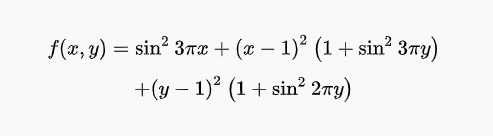 f(x, y) = sin² 3πx + (x − 1)² (1 + sin² 3πy)
+(y − 1)² (1 + sin² 2πy)